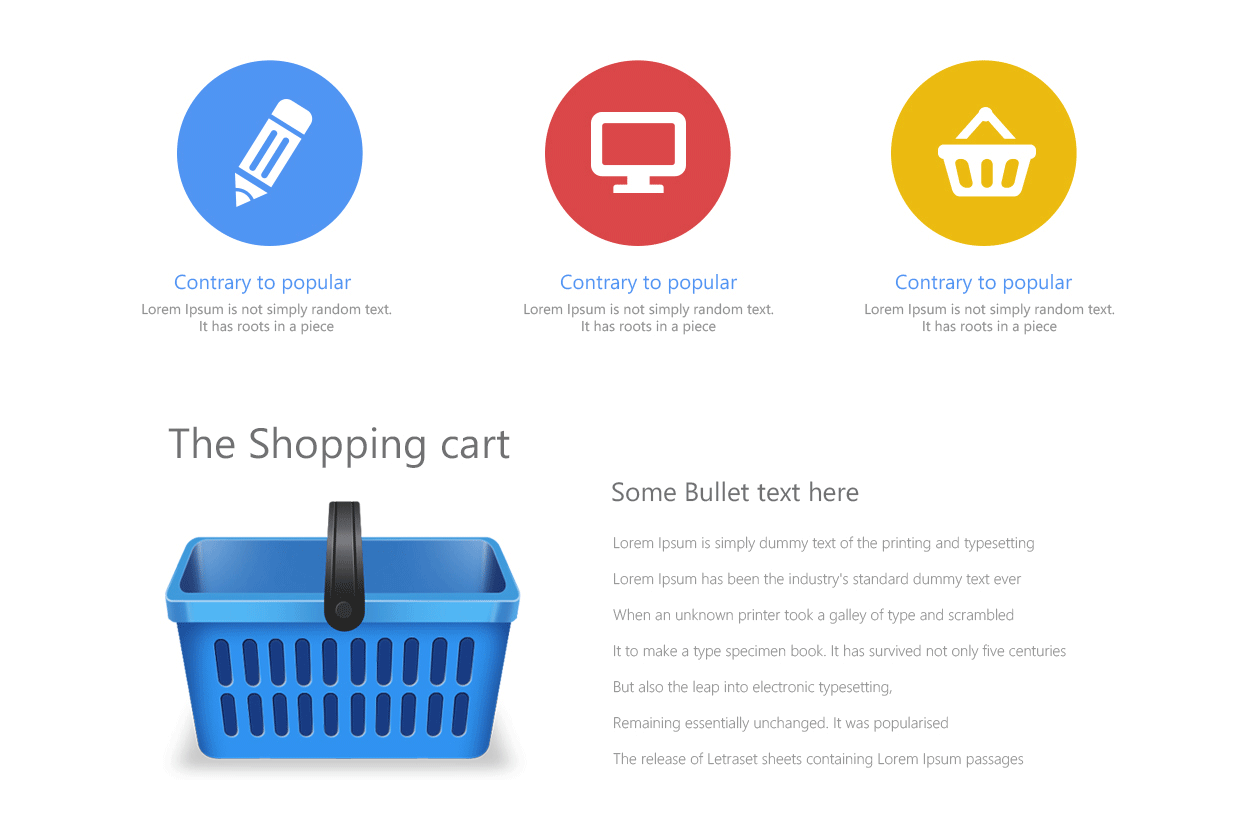 Contrary to popular
Lorem Ipsum is not simply random text.
It has roots in a piece
Contrary to popular
Lorem Ipsum is not simply random text.
It has roots in a piece
Contrary to popular
Lorem Ipsum is not simply random text.
It has roots in a piece
The Shopping cart
Some Bullet text here
Lorem Ipsum is simply dummy text of the printing and typesetting
Lorem Ipsum has been the industry's standard dummy text ever
When an unknown printer took a galley of type and scrambled
It to make a type specimen book. It has survived not only five centuries
But also the leap into electronic typesetting,
Remaining essentially unchanged. It was popularised
The release of Letraset sheets containing Lorem Ipsum passages